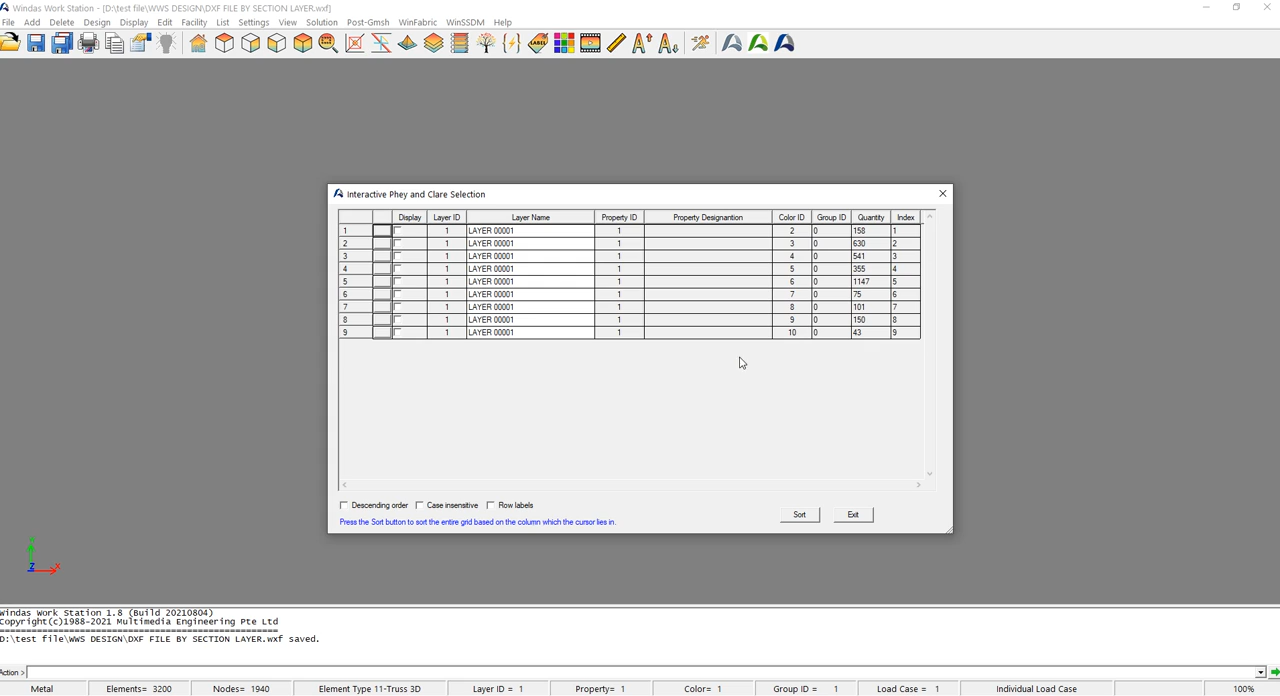 Windas Work Station - [D:\test file\WWS DESIGN\DXF FILE BY SECTION LAYER.wxf]
File Add Delete Design Display Edit Facility List Settings View Solution Post-Gmsh WinFabric WinSSDM Help
LABEL A A
Interactive Phey and Clare Selection
Display Layer ID Layer Name Property ID Property Designantion Color ID Group ID Quantity Index
1 1 LAYER 00001 1 2 0 158 1
2 1 LAYER 00001 1 3 0 630 2
3 1 LAYER 00001 1 4 0 541 3
4 1 LAYER 00001 1 5 0 355 4
5 1 LAYER 00001 1 6 0 1147 5
6 1 LAYER 00001 1 7 0 75 6
7 1 LAYER 00001 1 8 0 101 7
8 1 LAYER 00001 1 9 0 150 8
9 1 LAYER 00001 1 10 0 43 9
Descending order Case insensitive Row labels
Press the Sort button to sort the entire grid based on the column which the cursor lies in.
Sort Exit
Y
Z X
Windas Work Station 1.8 (Build 20210804)
Copyright(c)1988-2021 Multimedia Engineering Pte Ltd
================================================
D:\test file\WWS DESIGN\DXF FILE BY SECTION LAYER.wxf saved.
Action >
Metal Elements= 3200 Nodes= 1940 Element Type 11-Truss 3D Layer ID = 1 Property= 1 Color= 1 Group ID = 1 Load Case = 1 Individual Load Case 100%